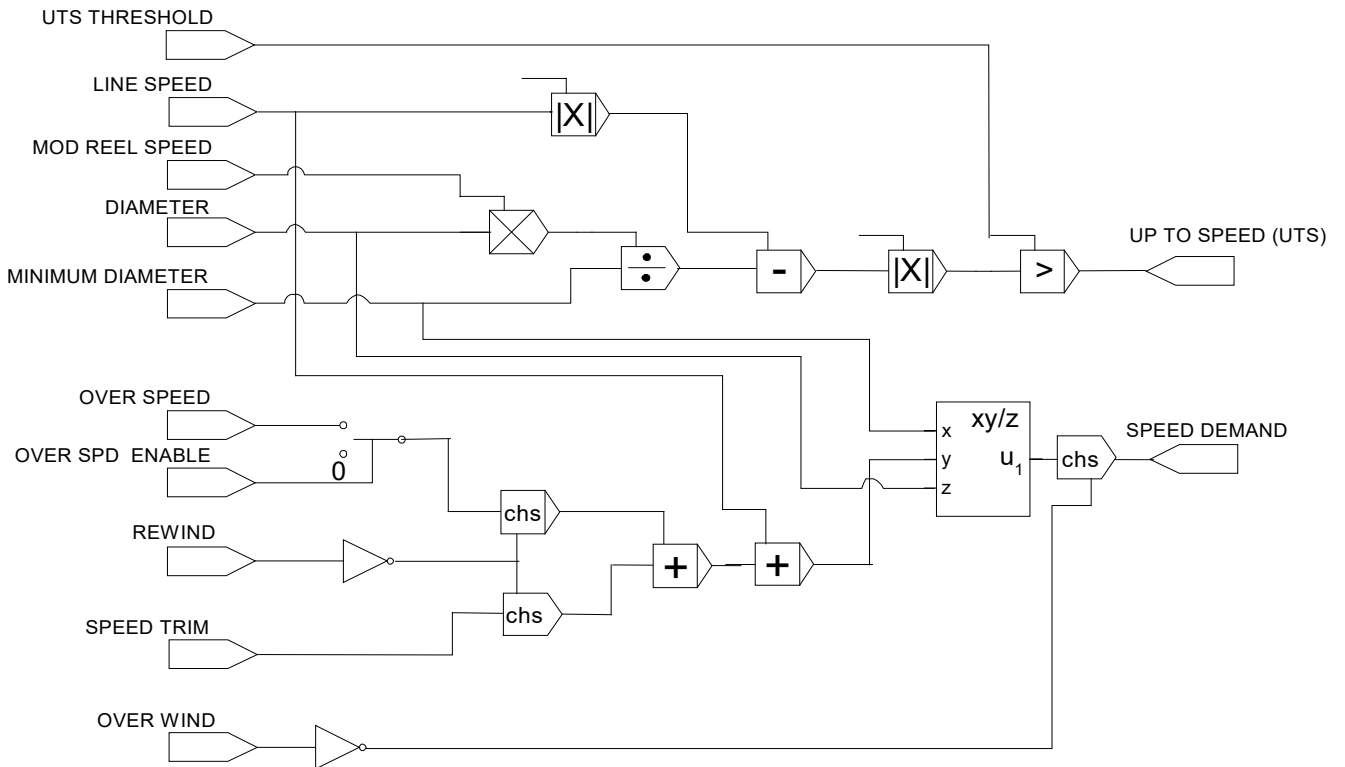 UTS THRESHOLD
LINE SPEED
|X|
MOD REEL SPEED
DIAMETER
UP TO SPEED (UTS)
MINIMUM DIAMETER
÷
-
|X|
>
OVER SPEED
xy/z
x
SPEED DEMAND
OVER SPD ENABLE
0
y
u1
chs
z
chs
REWIND
+
+
chs
SPEED TRIM
OVER WIND